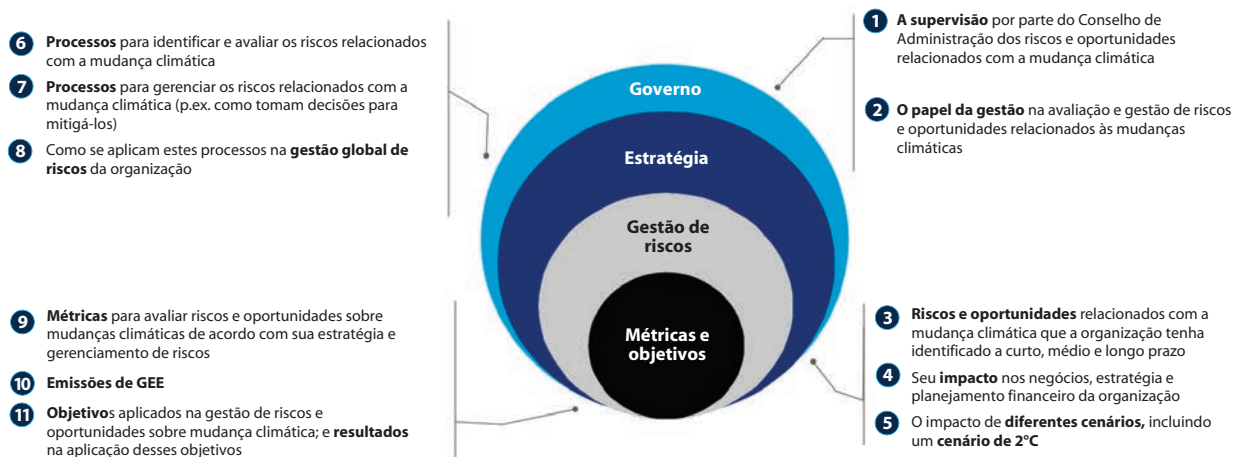 6 Processos para identificar e avaliar os riscos relacionados
com a mudança climática
7 Processos para gerenciar os riscos relacionados com a
mudança climática (p.ex. como tomam decisões para
mitigá-los)
8 Como se aplicam estes processos na gestão global de
riscos da organização
Governo
Estratégia
Gestão de
riscos
Métricas e
objetivos
1 A supervisão por parte do Conselho de
Administração dos riscos e oportunidades
relacionados com a mudança climática
2 O papel da gestão na avaliação e gestão de riscos
e oportunidades relacionados às mudanças
climáticas
9 Métricas para avaliar riscos e oportunidades sobre
mudanças climáticas de acordo com sua estratégia e
gerenciamento de riscos
10 Emissões de GEE
11 Objetivos aplicados na gestão de riscos e
oportunidades sobre mudança climática; e resultados
na aplicação desses objetivos
3 Riscos e oportunidades relacionados com a
mudança climática que a organização tenha
identificado a curto, médio e longo prazo
4 Seu impacto nos negócios, estratégia e
planejamento financeiro da organização
5 O impacto de diferentes cenários, incluindo
um cenário de 2°C